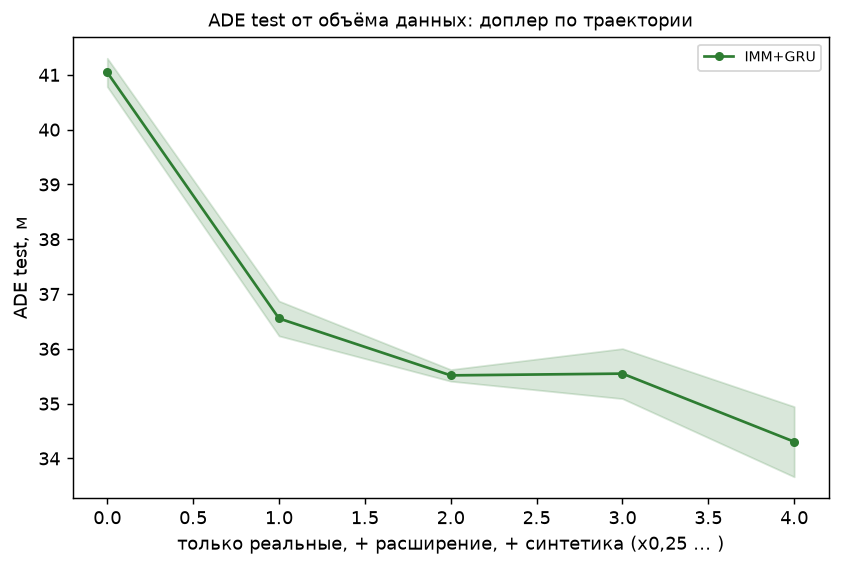 ADE test от объёма данных: доплер по траектории
IMM+GRU
ADE test, м
41
40
39
38
37
36
35
34
0.0 0.5 1.0 1.5 2.0 2.5 3.0 3.5 4.0
только реальные, + расширение, + синтетика (x0,25 ... )